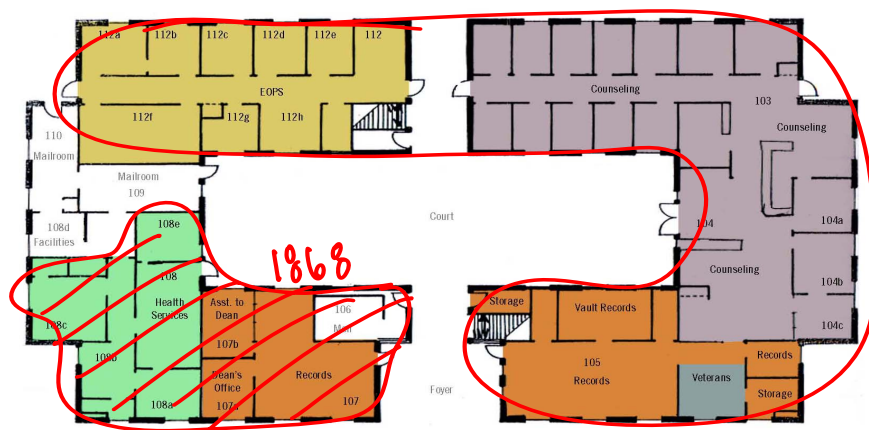 112a 112b 112c 112d 112e 112
EOPS
112f 112g 112h
Counseling
103
Counseling
110
Mailroom
Mailroom
109
108d
Facilities
108e
Court
104
104a
1868
108
Health
Services
Counseling
104b
108c
Asst. to
Dean
107b
106
Men
Storage
Vault Records
104c
108b
Dean's
Office
107a
Records
105
Records
Records
Veterans
108a
107
Foyer
Storage